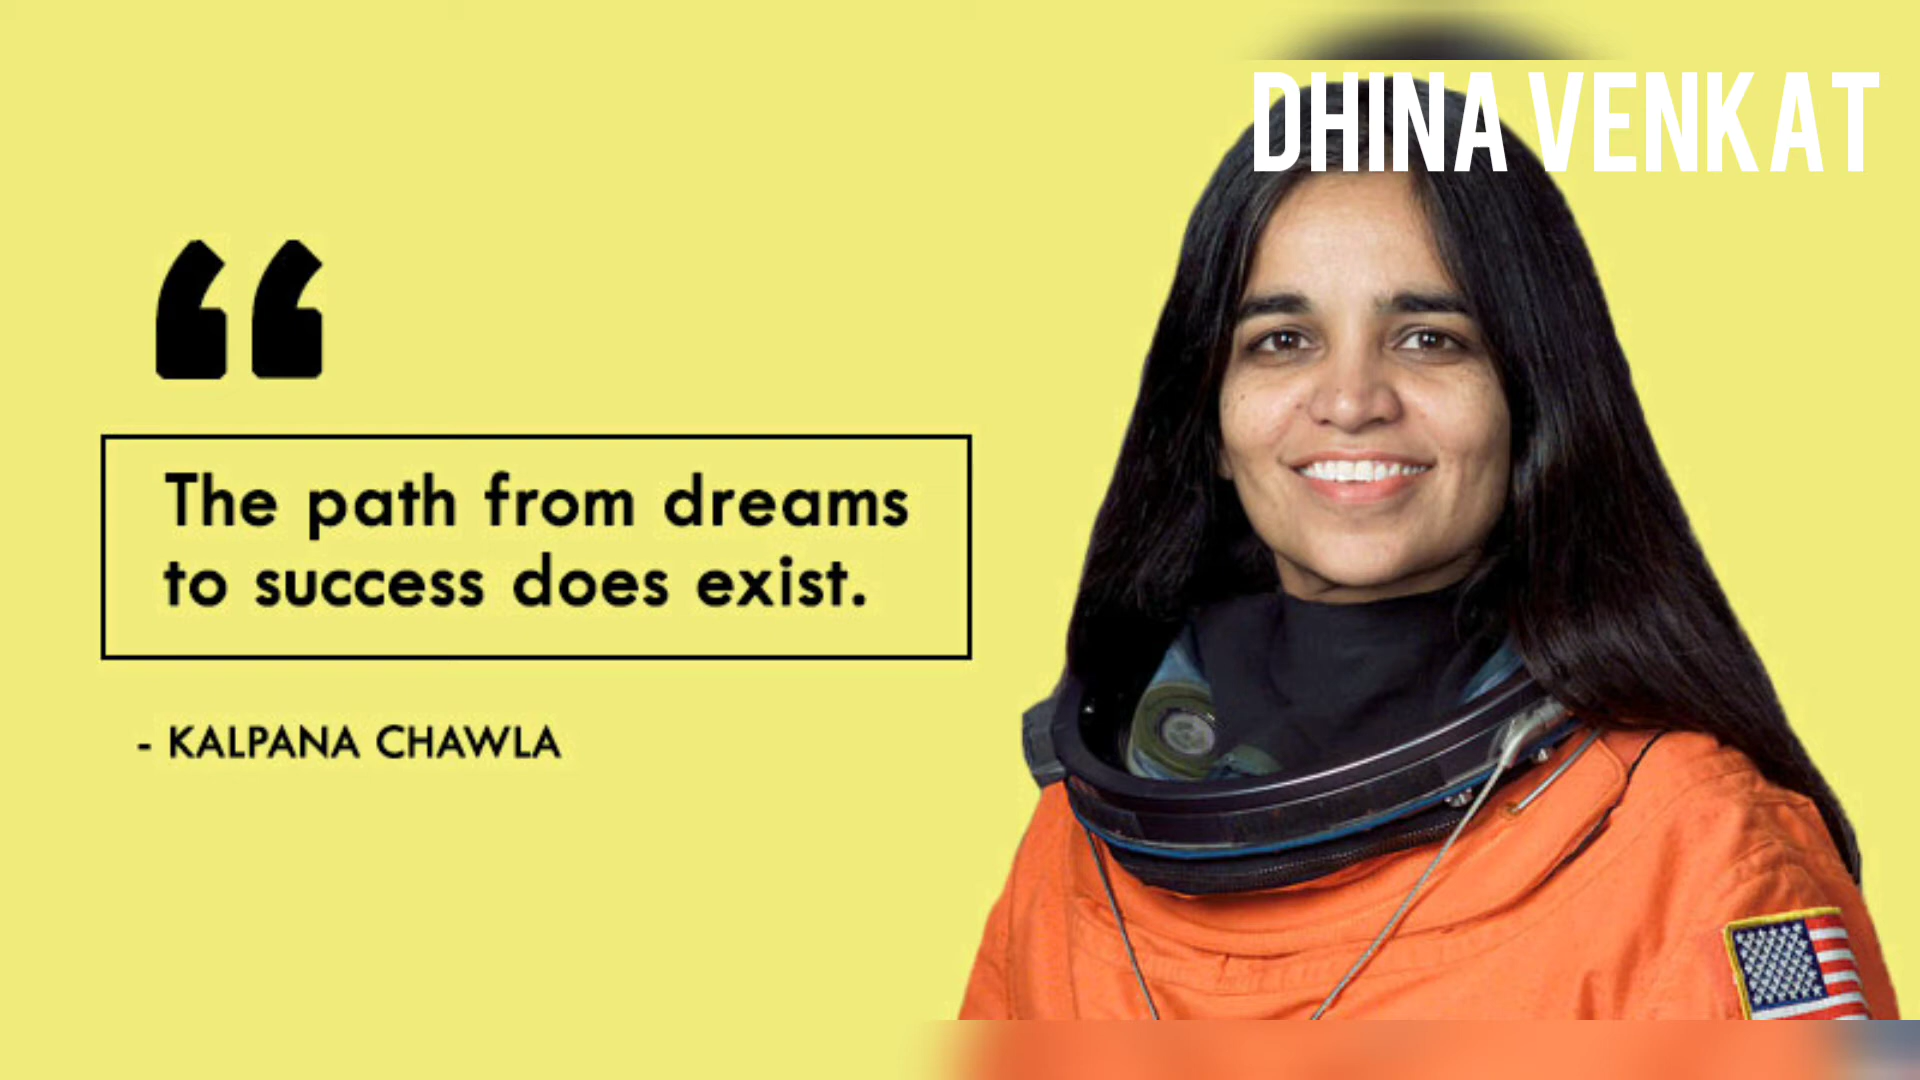 DHINA VENKAT
“
The path from dreams
to success does exist.
- KALPANA CHAWLA